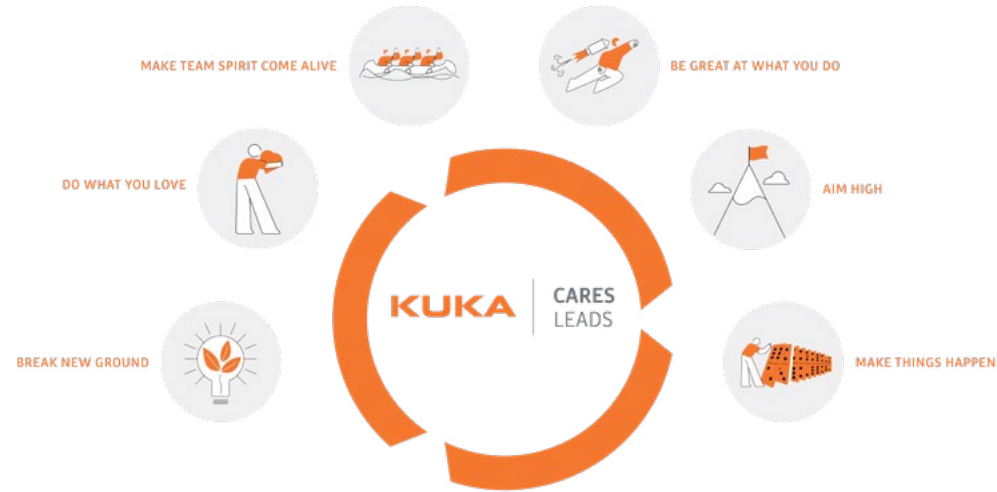 MAKE TEAM SPIRIT COME ALIVE
BE GREAT AT WHAT YOU DO
DO WHAT YOU LOVE
AIM HIGH
KUKA
CARES
LEADS
BREAK NEW GROUND
MAKE THINGS HAPPEN